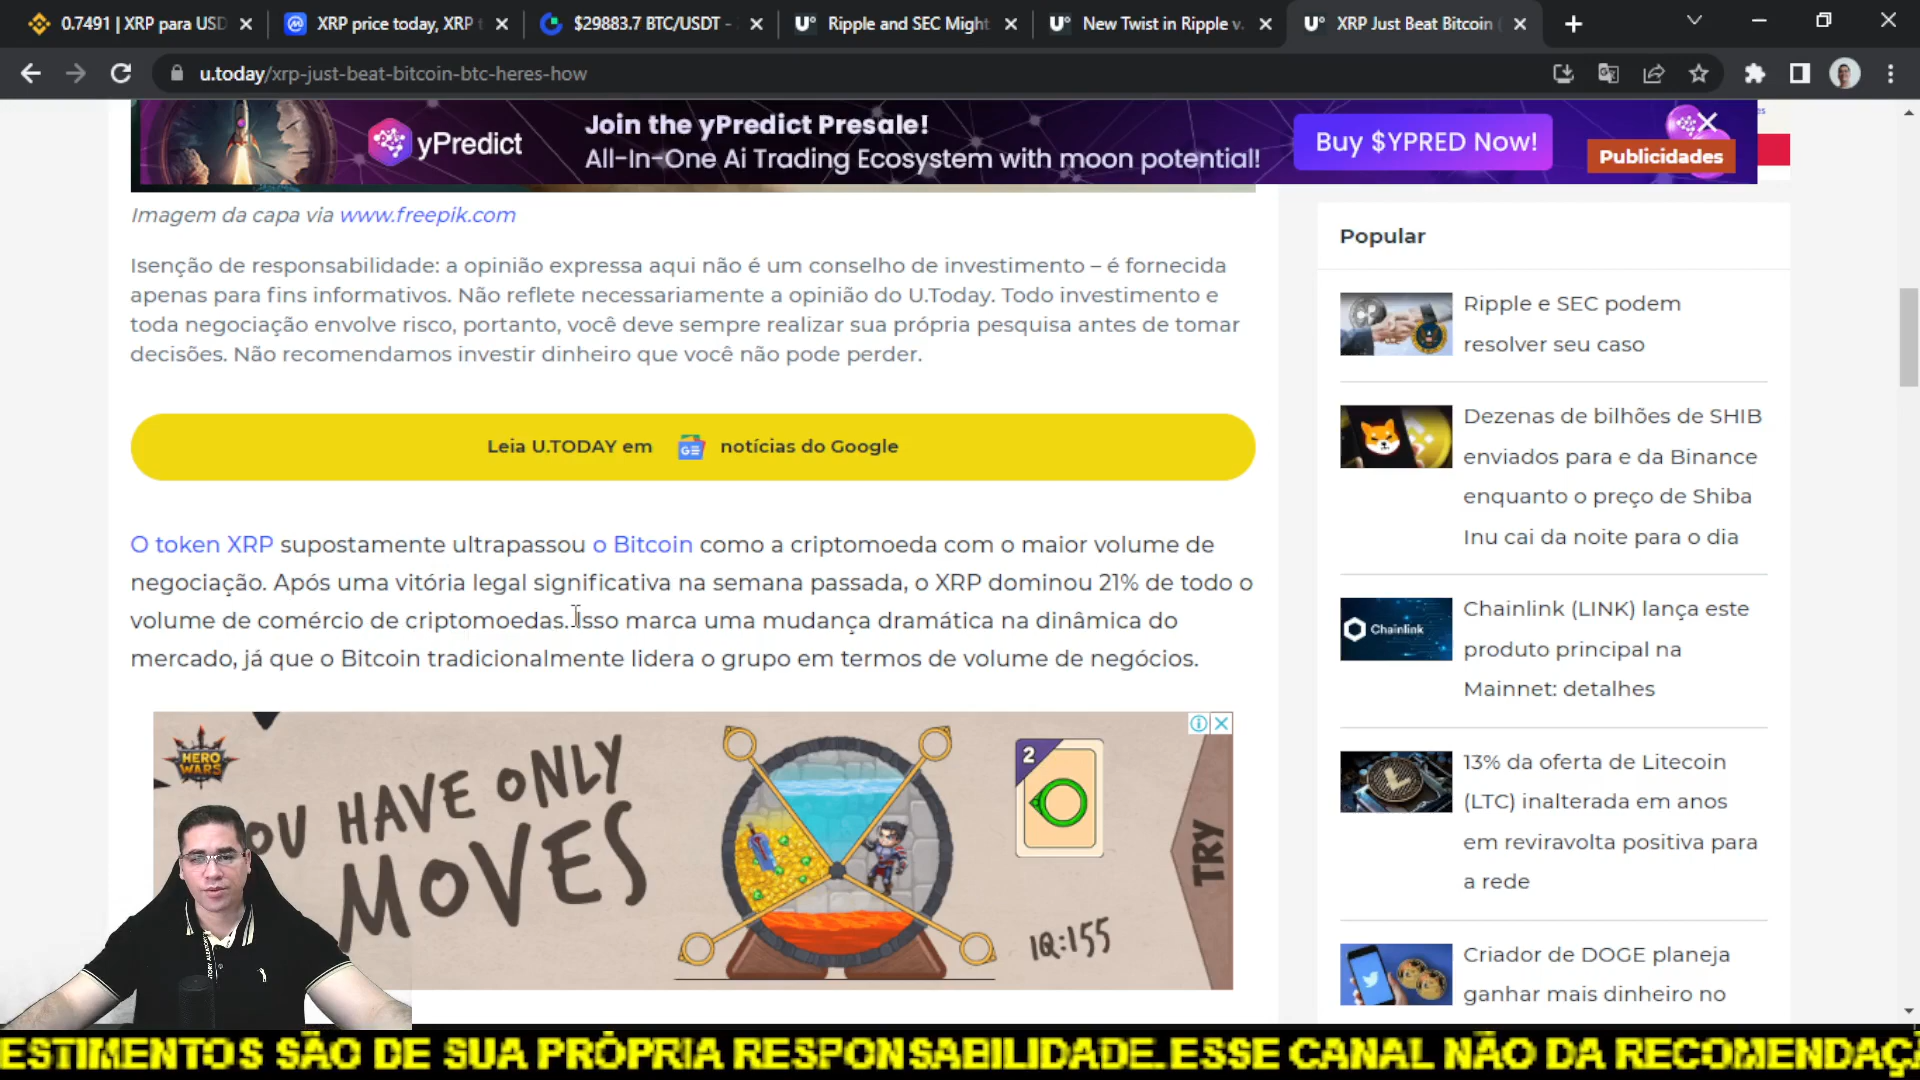 0.7491 | XRP para USD
XRP price today, XRP
$29883.7 BTC/USDT -
Ripple and SEC Might
New Twist in Ripple v.
XRP Just Beat Bitcoin
u.today/xrp-just-beat-bitcoin-btc-heres-how
yPredict
Join the yPredict Presale!
All-In-One Ai Trading Ecosystem with moon potential!
Buy $YPRED Now!
Publicidades
Imagem da capa via www.freepik.com
Isenção de responsabilidade: a opinião expressa aqui não é um conselho de investimento – é fornecida
apenas para fins informativos. Não reflete necessariamente a opinião do U.Today. Todo investimento e
toda negociação envolve risco, portanto, você deve sempre realizar sua própria pesquisa antes de tomar
decisões. Não recomendamos investir dinheiro que você não pode perder.
Leia U.TODAY em GE notícias do Google
O token XRP supostamente ultrapassou o Bitcoin como a criptomoeda com o maior volume de
negociação. Após uma vitória legal significativa na semana passada, o XRP dominou 21% de todo o
volume de comércio de criptomoedas. Isso marca uma mudança dramática na dinâmica do
mercado, já que o Bitcoin tradicionalmente lidera o grupo em termos de volume de negócios.
HERO
WARS
YOU HAVE ONLY
MOVES
2
IQ:155
TRY
Popular
Ripple e SEC podem
resolver seu caso
Dezenas de bilhões de SHIB
enviados para e da Binance
enquanto o preço de Shiba
Inu cai da noite para o dia
Chainlink
Chainlink (LINK) lança este
produto principal na
Mainnet: detalhes
13% da oferta de Litecoin
(LTC) inalterada em anos
em reviravolta positiva para
a rede
Criador de DOGE planeja
ganhar mais dinheiro no
ESTIMENTOS SÃO DE SUA PRÓPRIA RESPONSABILIDADE.ESSE CANAL NÃO DA RECOMENDAÇ